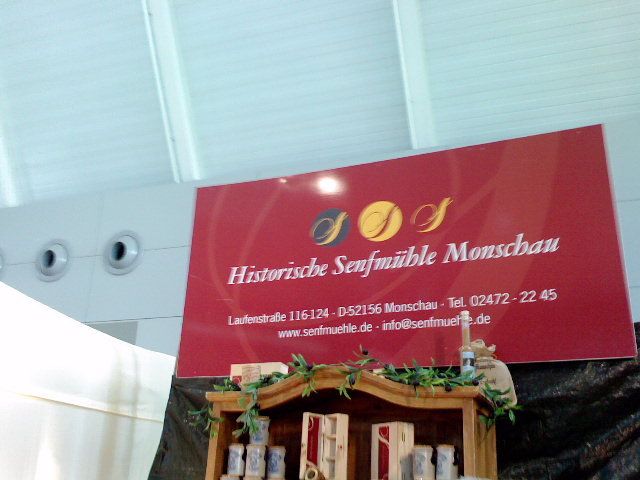 S S S
Historische Senfmühle Monschau
Laufenstraße 116-124 · D-52156 Monschau · Tel. 02472 - 22 45
www.senfmuehle.de · info@senfmuehle.de